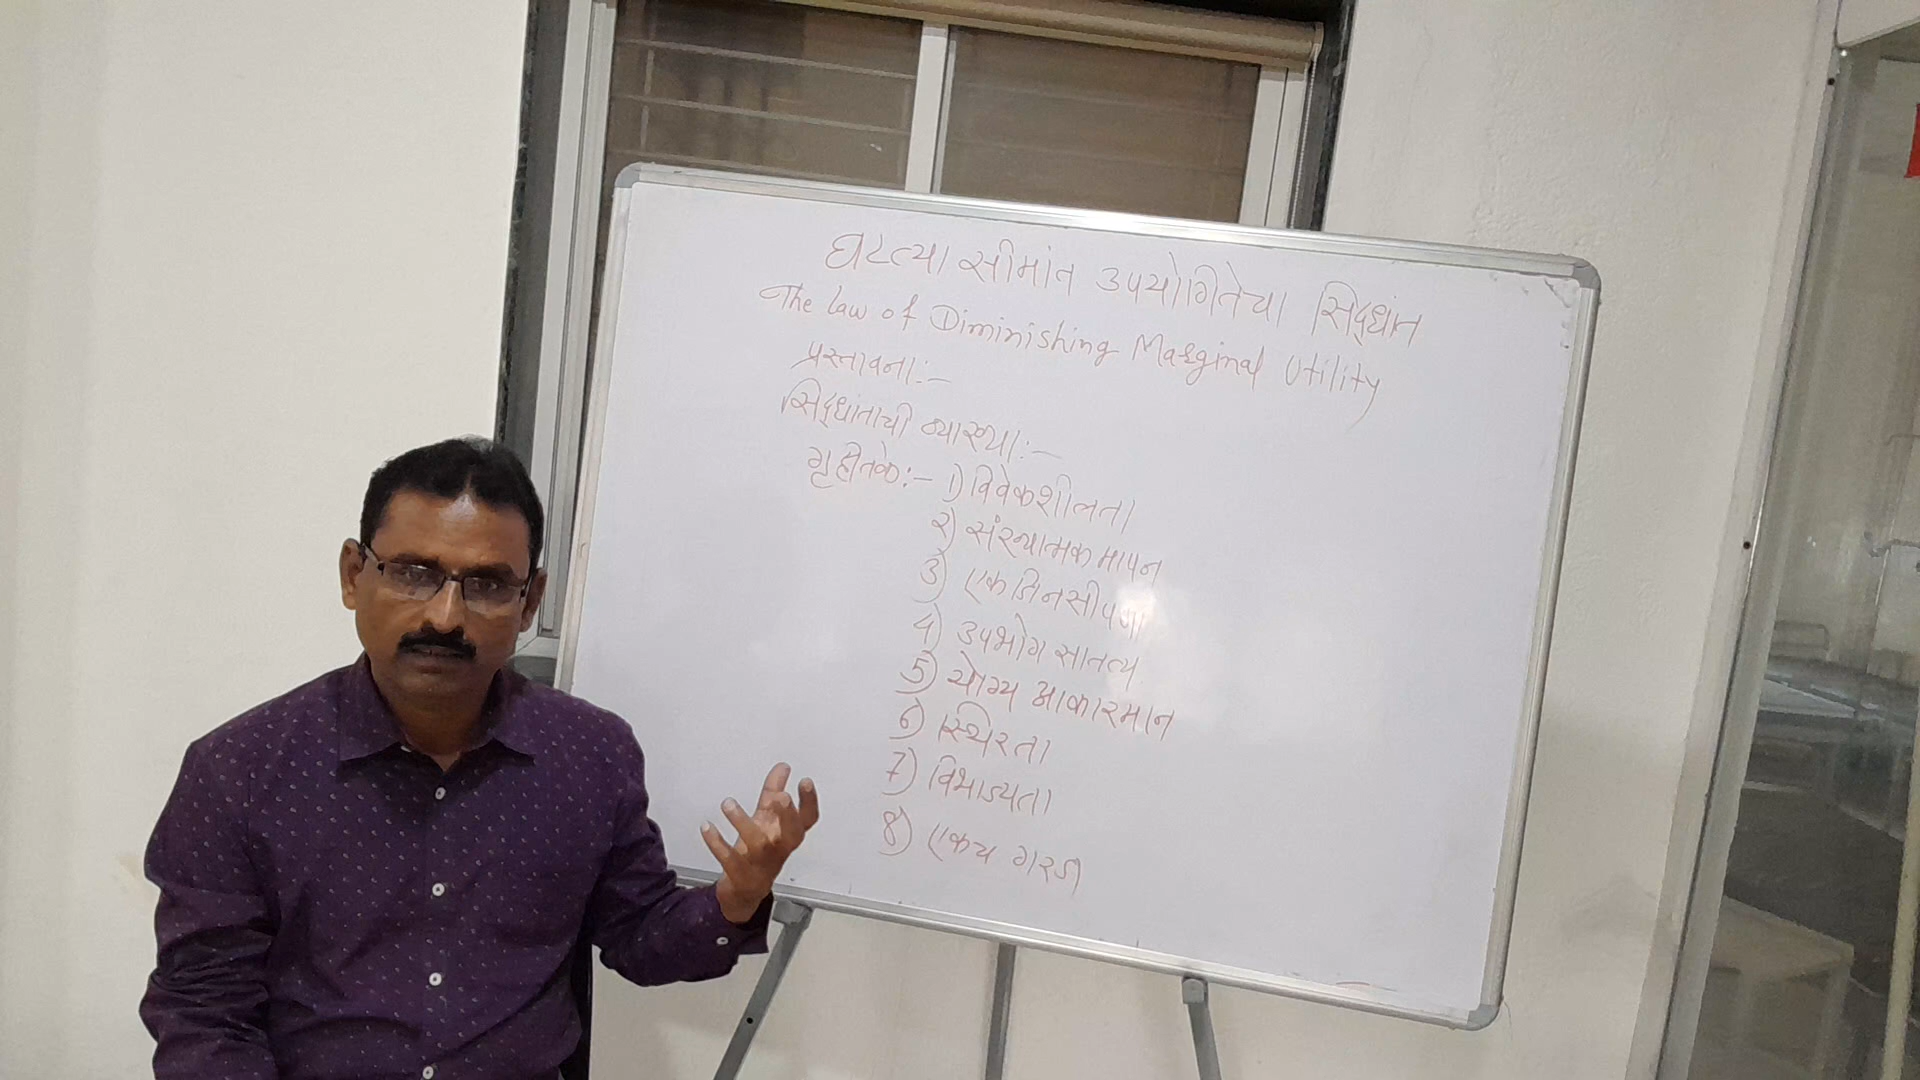 घटत्या सीमांत उपयोगितेचा सिद्धांत
The Law of Diminishing Marginal Utility
प्रस्तावना:-
सिद्धांताची व्याख्या:-
गृहीतके:- 1) विवेकशीलता
२) संख्यात्मक मापन
3) एकजिनसीपणा
4) उपभोग सातत्य
5) योग्य आकारमान
6) स्थिरता
7) विभाज्यता
8) एकच गरज